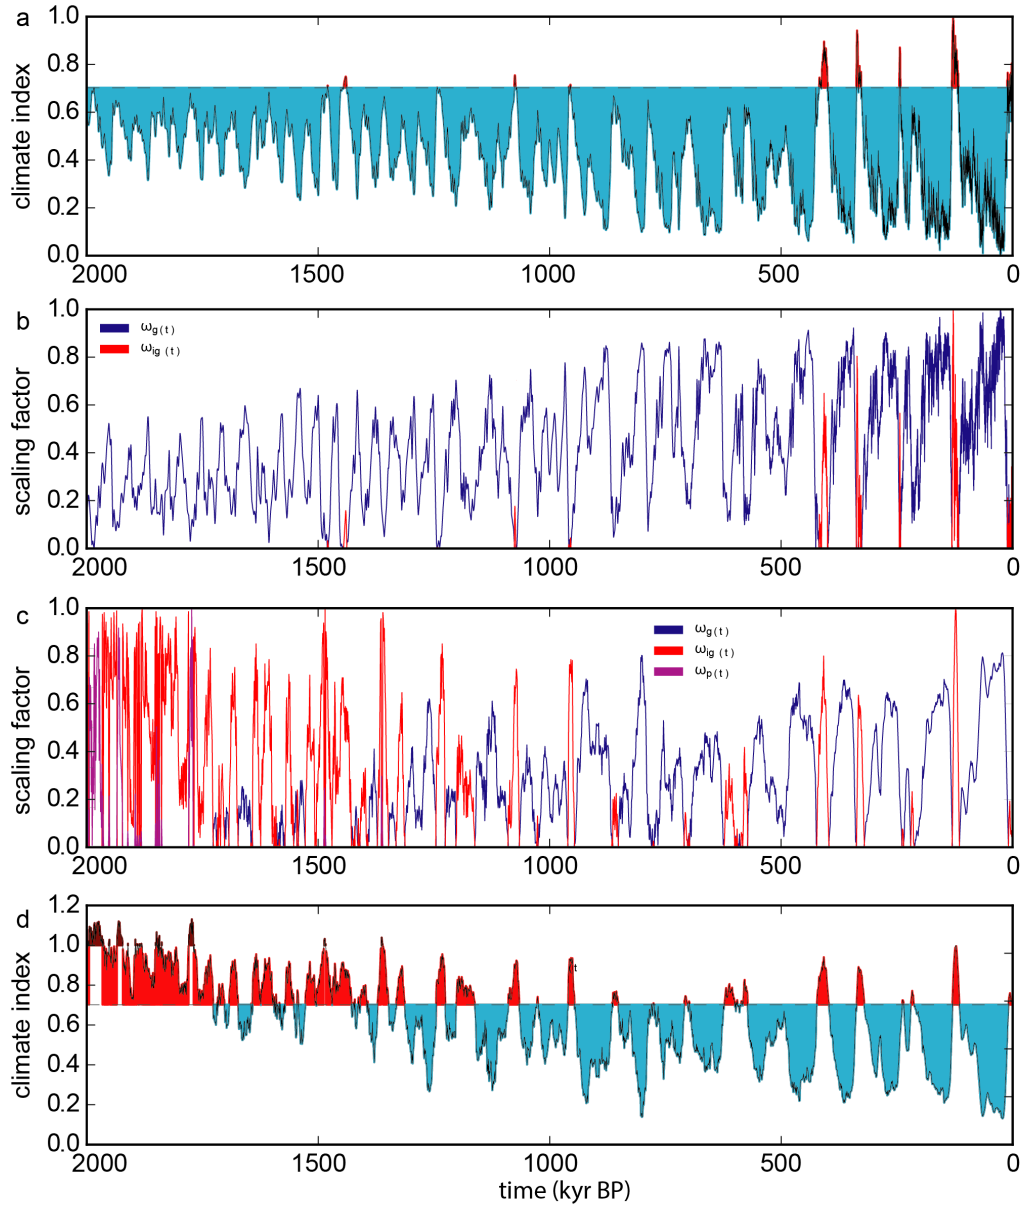 a
climate index
1.0
0.8
0.6
0.4
0.2
0.0
2000 1500 1000 500 0
b
scaling factor
1.0
0.8
0.6
0.4
0.2
0.0
ωg(t)
ωig (t)
2000 1500 1000 500 0
c
scaling factor
1.0
0.8
0.6
0.4
0.2
0.0
ωg(t)
ωig (t)
ωp(t)
2000 1500 1000 500 0
d
climate index
1.2
1.0
0.8
0.6
0.4
0.2
0.0
t
2000 1500 1000 500 0
time (kyr BP)